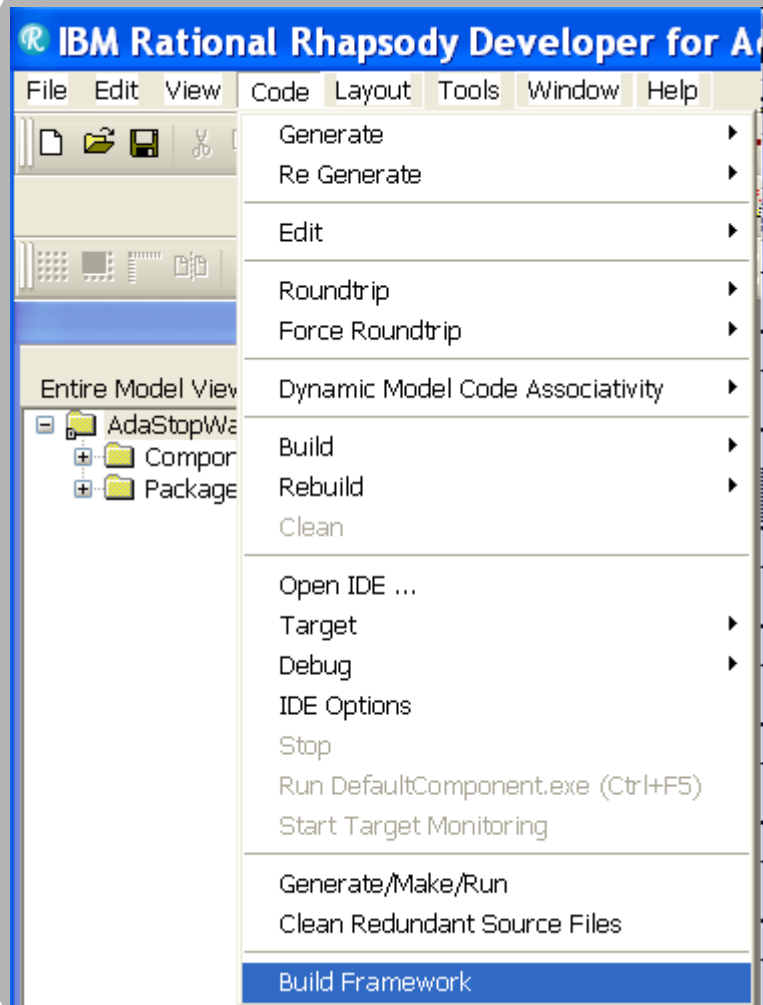 IBM Rational Rhapsody Developer for A
File Edit View Code Layout Tools Window Help
Generate
Re Generate
Edit
Roundtrip
Force Roundtrip
Entire Model View
Dynamic Model Code Associativity
AdaStopWa
Build
Compon
Rebuild
Package
Clean
Open IDE ...
Target
Debug
IDE Options
Stop
Run DefaultComponent.exe (Ctrl+F5)
Start Target Monitoring
Generate/Make/Run
Clean Redundant Source Files
Build Framework